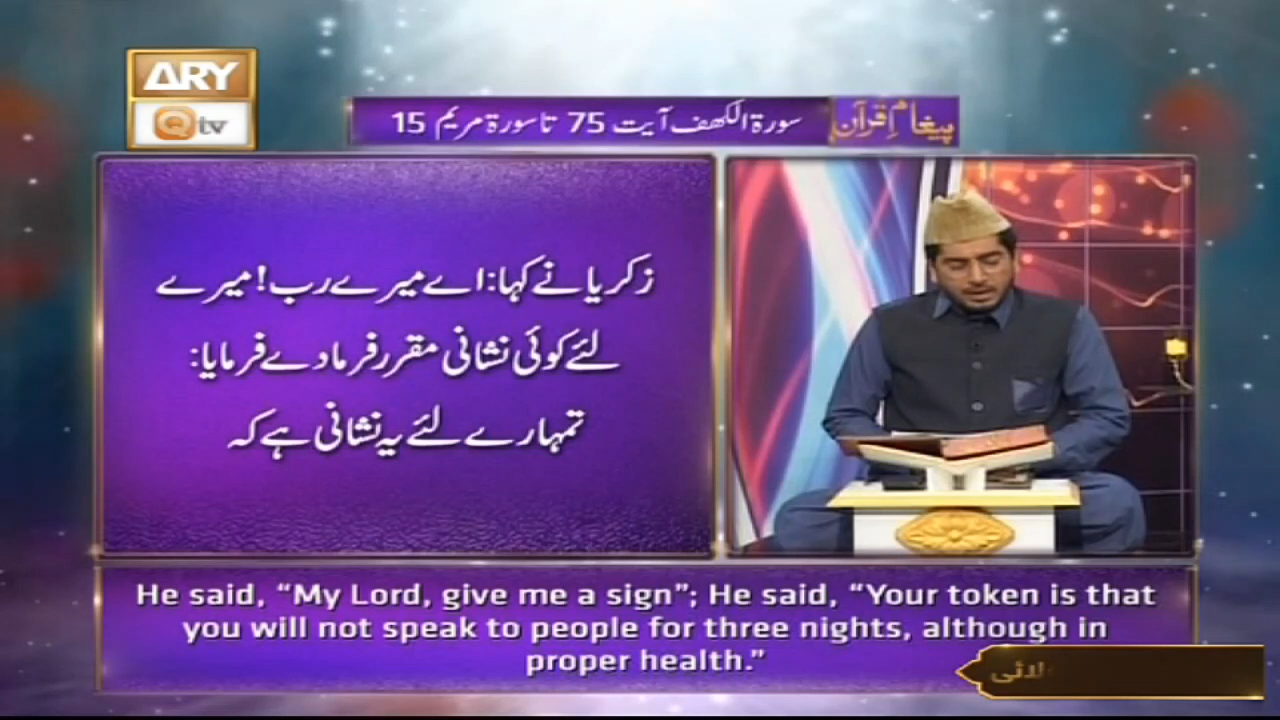 ARY
Qtv
پیغام قرآن
سورۃ الکھف آیت 75 تا سورۃ مریم 15
زکریا نے کہا: اے میرے رب! میرے
لئے کوئی نشانی مقرر فرما دے فرمایا:
تمہارے لئے یہ نشانی ہے کہ
He said, “My Lord, give me a sign”; He said, “Your token is that
you will not speak to people for three nights, although in
proper health.”